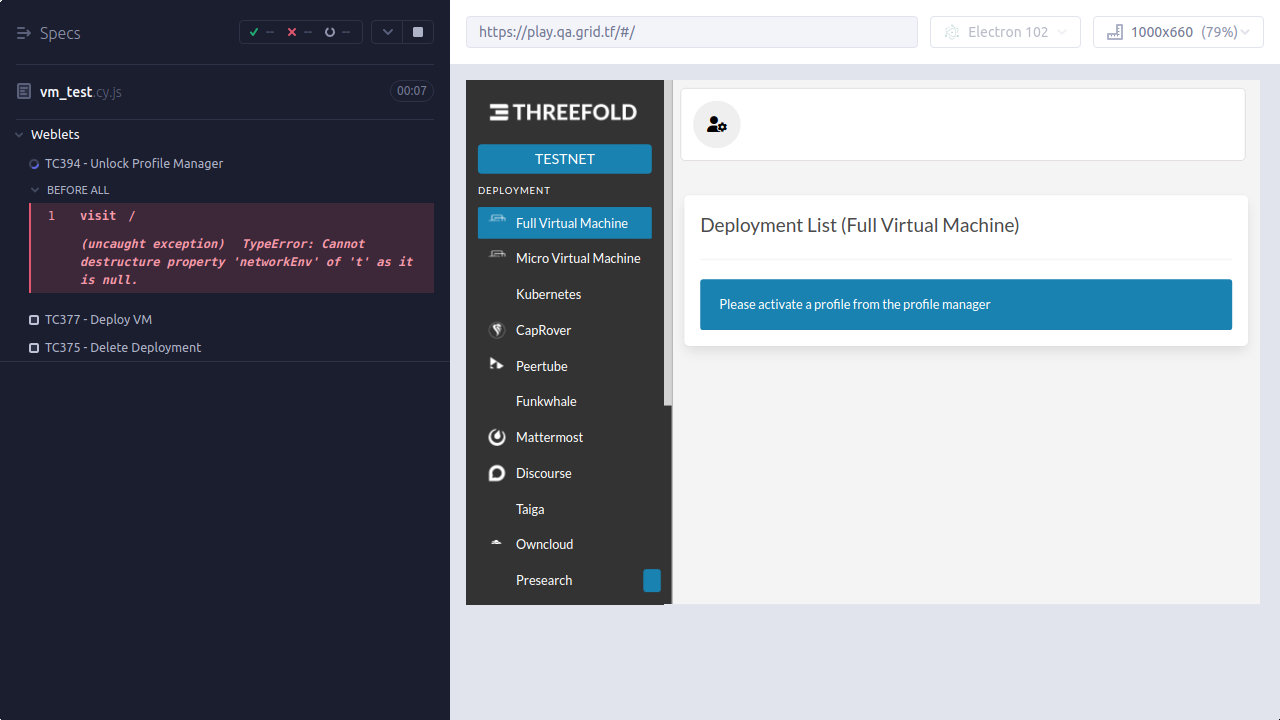 Specs
-- -- --
vm_test.cy.js
00:07
Weblets
TC394 - Unlock Profile Manager
BEFORE ALL
1 visit /
(uncaught exception) TypeError: Cannot
destructure property 'networkEnv' of 't' as it
is null.
TC377 - Deploy VM
TC375 - Delete Deployment
https://play.qa.grid.tf/#/
Electron 102
1000x660 (79%)
THREEFOLD
TESTNET
DEPLOYMENT
Full Virtual Machine
Micro Virtual Machine
Kubernetes
CapRover
Peertube
Funkwhale
Mattermost
Discourse
Taiga
Owncloud
Presearch
Deployment List (Full Virtual Machine)
Please activate a profile from the profile manager